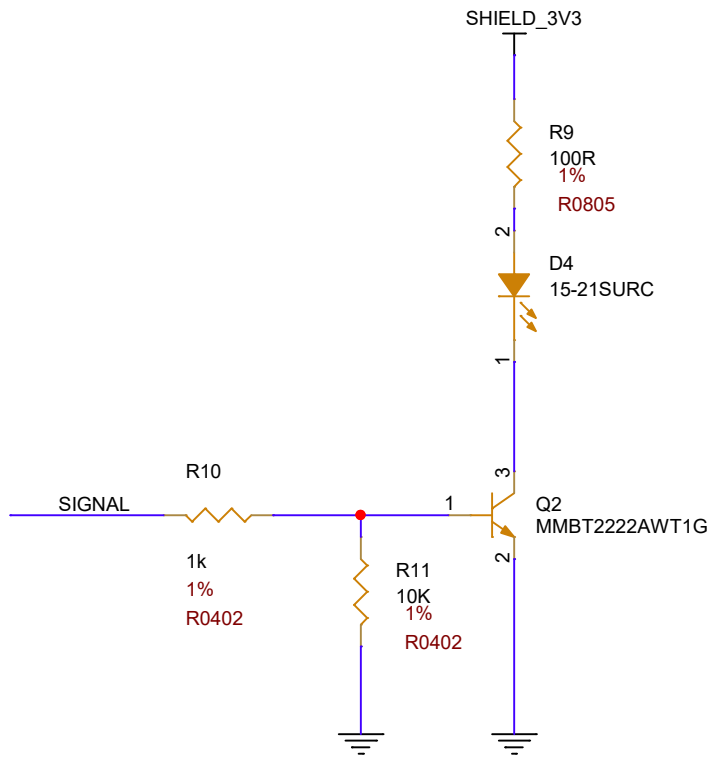 SHIELD_3V3
R9
100R
1%
R0805
2
D4
15-21SURC
1
R10
3
SIGNAL
1
Q2
MMBT2222AWT1G
2
1k
1%
R0402
R11
10K
1%
R0402